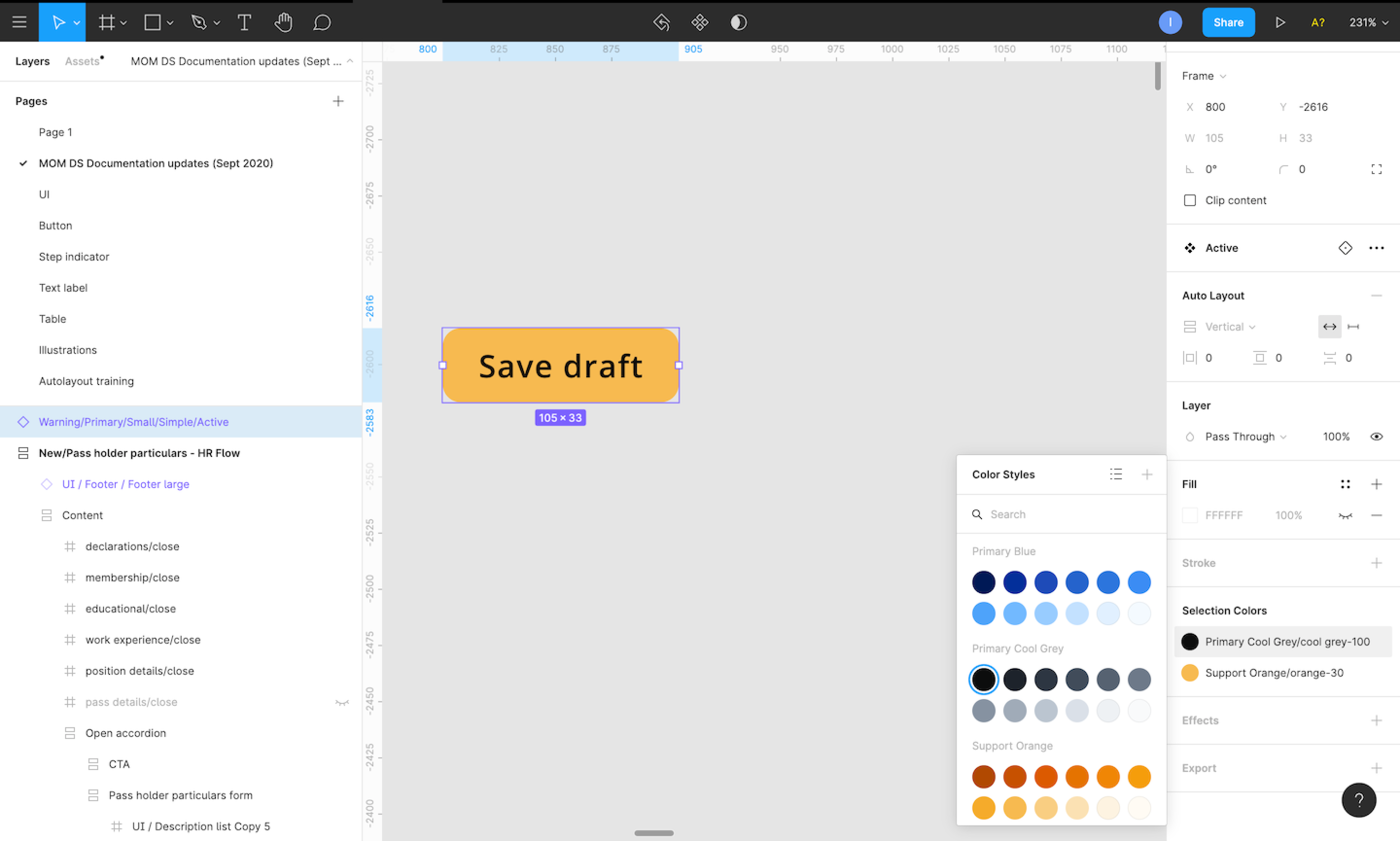 I
Share
A?
231%
Layers
Assets
MOM DS Documentation updates (Sept ...
Pages
Page 1
MOM DS Documentation updates (Sept 2020)
UI
Button
Step indicator
Text label
Table
Illustrations
Autolayout training
Warning/Primary/Small/Simple/Active
New/Pass holder particulars - HR Flow
UI / Footer / Footer large
Content
declarations/close
membership/close
educational/close
work experience/close
position details/close
pass details/close
Open accordion
CTA
Pass holder particulars form
UI / Description list Copy 5
800 825 850 875 905 950 975 1000 1025 1050 1075 1100
-2725
-2700
-2675
-2650
-2616
-2600
-2583
-2550
-2525
-2500
-2475
-2450
-2425
-2400
Save draft
105 × 33
Color Styles
Search
Primary Blue
Primary Cool Grey
Support Orange
Frame
X 800 Y -2616
W 105 H 33
0° 0
Clip content
Active
Auto Layout
Vertical
0 0 0
Layer
Pass Through 100%
Fill
FFFFFF 100%
Stroke
Selection Colors
Primary Cool Grey/cool grey-100
Support Orange/orange-30
Effects
Export
?